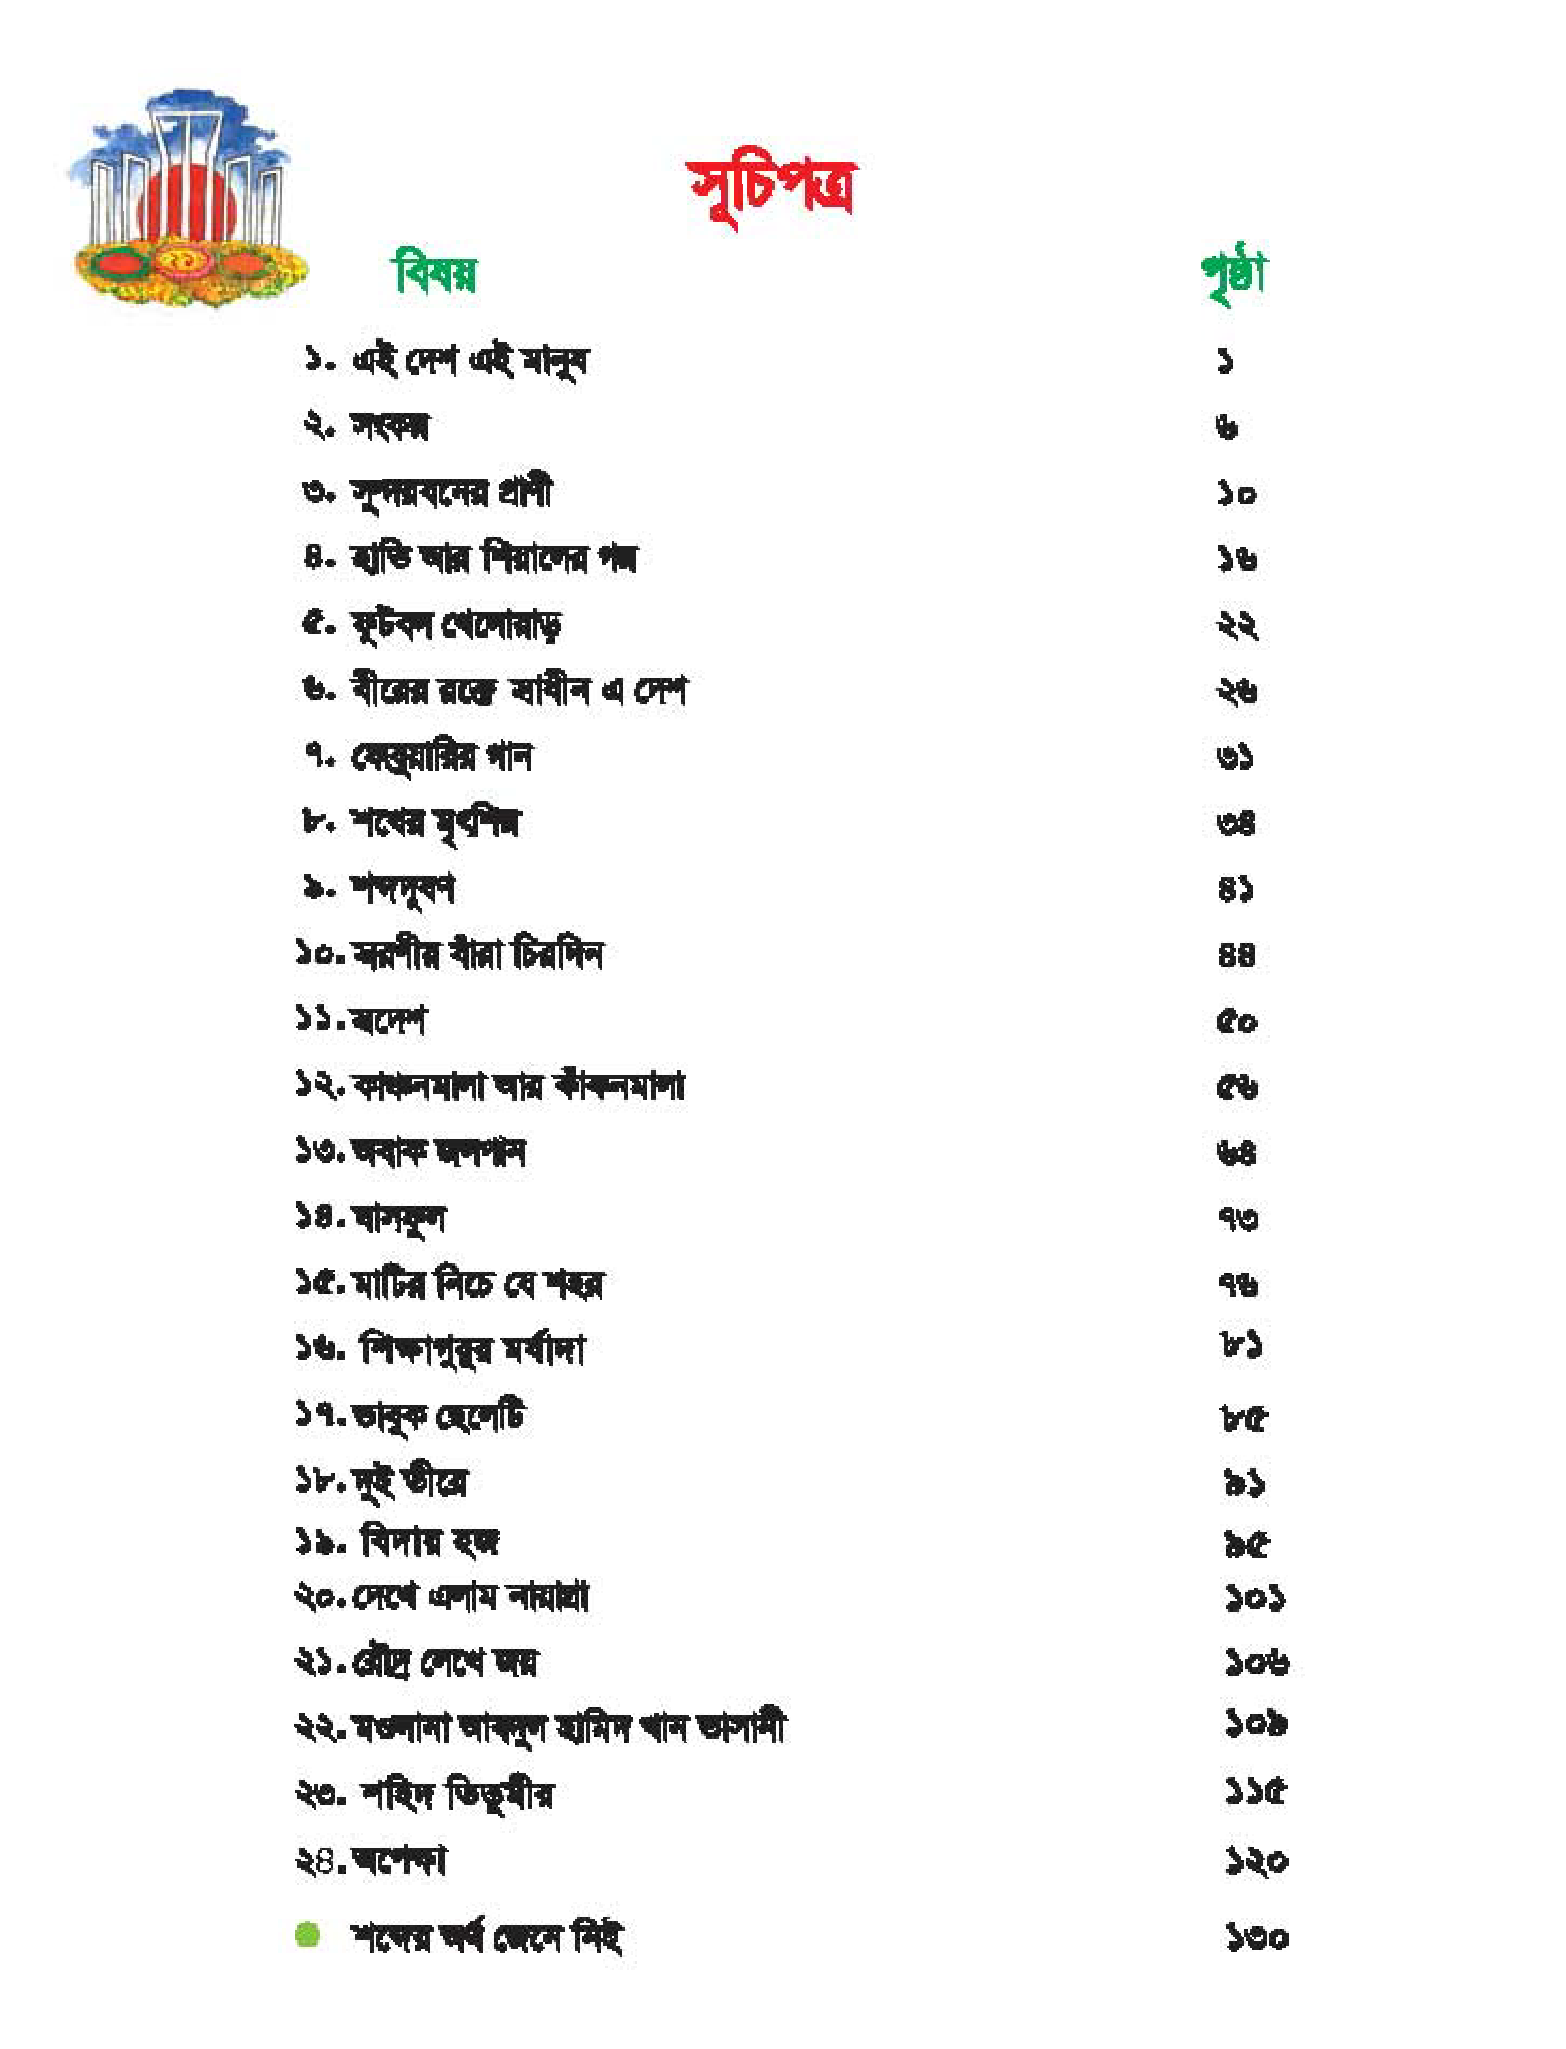 সূচিপত্র
বিষয় পৃষ্ঠা
১. এই দেশ এই মানুষ ১
২. সংকল্প ৬
৩. সুন্দরবনের প্রাণী ১০
৪. হাতি আর শিয়ালের গল্প ১৬
৫. ফুটবল খেলোয়াড় ২২
৬. বীরের রক্তে স্বাধীন এ দেশ ২৬
৭. ফেব্রুয়ারির গান ৩১
৮. শখের মৃৎশিল্প ৩৪
৯. শব্দদূষণ ৪১
১০. স্মরণীয় যাঁরা চিরদিন ৪৪
১১. স্বদেশ ৫০
১২. কাঞ্চনমালা আর কাঁকনমালা ৫৬
১৩. অবাক জলপান ৬৪
১৪. ঘাসফুল ৭৩
১৫. মাটির নিচে যে শহর ৭৬
১৬. শিক্ষাগুরুর মর্যাদা ৮১
১৭. ভাবুক ছেলেটি ৮৫
১৮. দুই তীরে ৯১
১৯. বিদায় হজ ৯৫
২০. দেখে এলাম নায়াগ্রা ১০১
২১. রৌদ্র লেখে জয় ১০৬
২২. মওলানা আবদুল হামিদ খান ভাসানী ১০৯
২৩. শহিদ তিতুমীর ১১৫
২৪. অপেক্ষা ১২০
● শব্দের অর্থ জেনে নিই ১৩০